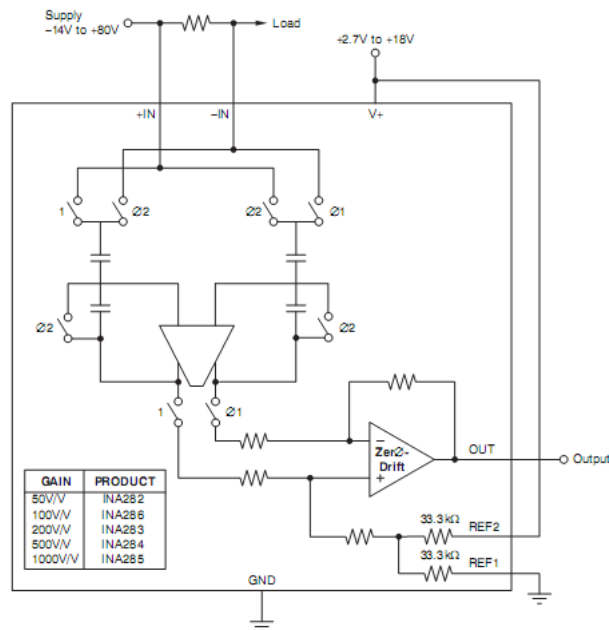 Supply
−14V to +80V
Load
+2.7V to +18V
+IN
−IN
V+
1
Ø2
Ø2
Ø1
Ø2
Ø2
1
Ø1
ZerØ-
Drift
−
+
OUT
Output
GAIN PRODUCT
50V/V INA282
100V/V INA286
200V/V INA283
500V/V INA284
1000V/V INA285
33.3kΩ
REF2
33.3kΩ
REF1
GND